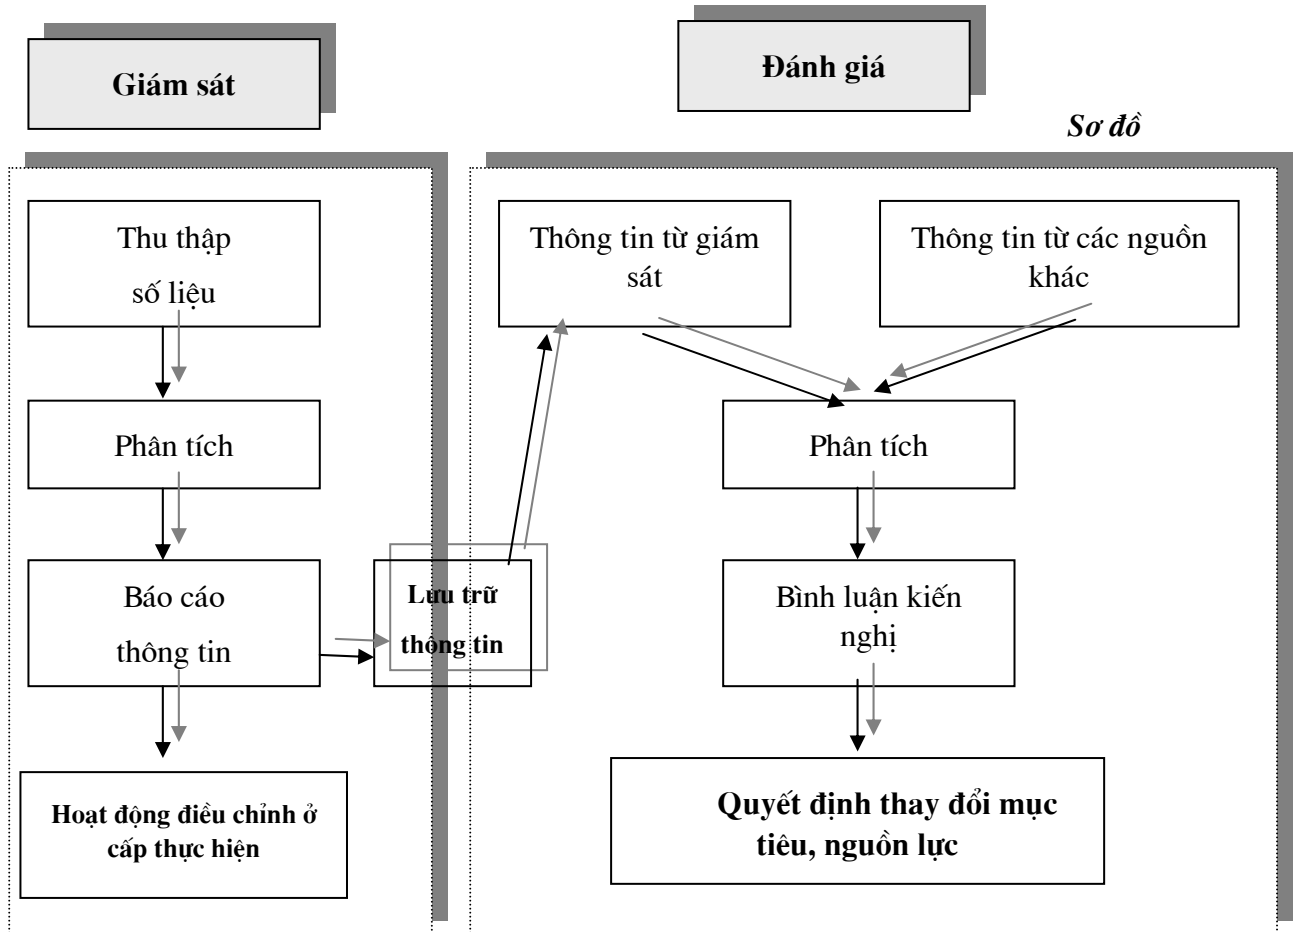 Giám sát
Đánh giá
Sơ đồ
Thu thập
số liệu
Phân tích
Báo cáo
thông tin
Hoạt động điều chỉnh ở
cấp thực hiện
Lưu trữ
thông tin
Thông tin từ giám
sát
Thông tin từ các nguồn
khác
Phân tích
Bình luận kiến
nghị
Quyết định thay đổi mục
tiêu, nguồn lực